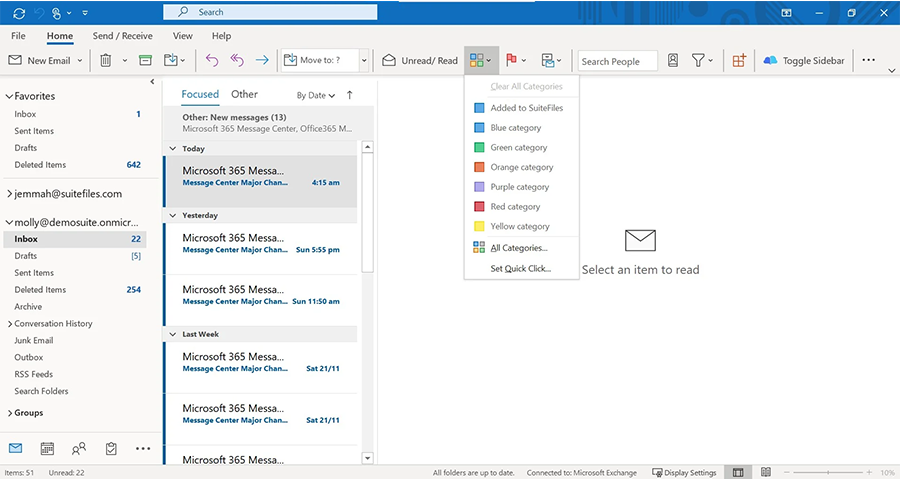 Search
File Home Send / Receive View Help
New Email Move to: ? Unread/ Read Search People Toggle Sidebar
Favorites
Inbox 1
Sent Items
Drafts
Deleted Items 642
jemmah@suitefiles.com
molly@demosuite.onmicr...
Inbox 22
Drafts [5]
Sent Items
Deleted Items 254
Archive
Conversation History
Junk Email
Outbox
RSS Feeds
Search Folders
Groups
Focused Other By Date
Other: New messages (13)
Microsoft 365 Message Center, Office365 M...
Today
Microsoft 365 Messa...
Message Center Major Chan... 4:15 am
Yesterday
Microsoft 365 Messa...
Message Center Major Chan... Sun 5:55 pm
Microsoft 365 Messa...
Message Center Major Chan... Sun 11:50 am
Last Week
Microsoft 365 Messa...
Message Center Major Chan... Sat 21/11
Microsoft 365 Messa...
Message Center Major Chan... Sat 21/11
Microsoft 365 Messa...
Clear All Categories
Added to SuiteFiles
Blue category
Green category
Orange category
Purple category
Red category
Yellow category
All Categories...
Set Quick Click...
Select an item to read
Items: 51 Unread: 22 All folders are up to date. Connected to: Microsoft Exchange Display Settings 10%